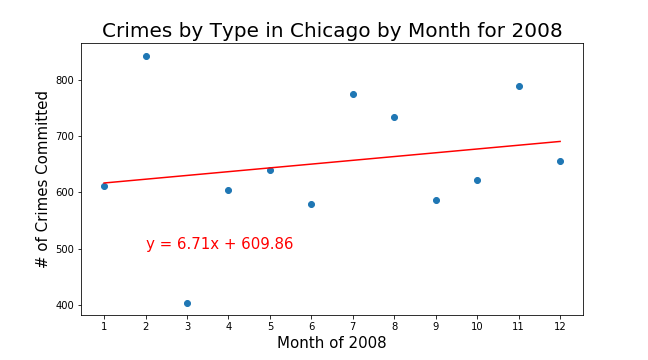 Crimes by Type in Chicago by Month for 2008
# of Crimes Committed
800
700
600
500
400
y = 6.71x + 609.86
1 2 3 4 5 6 7 8 9 10 11 12
Month of 2008